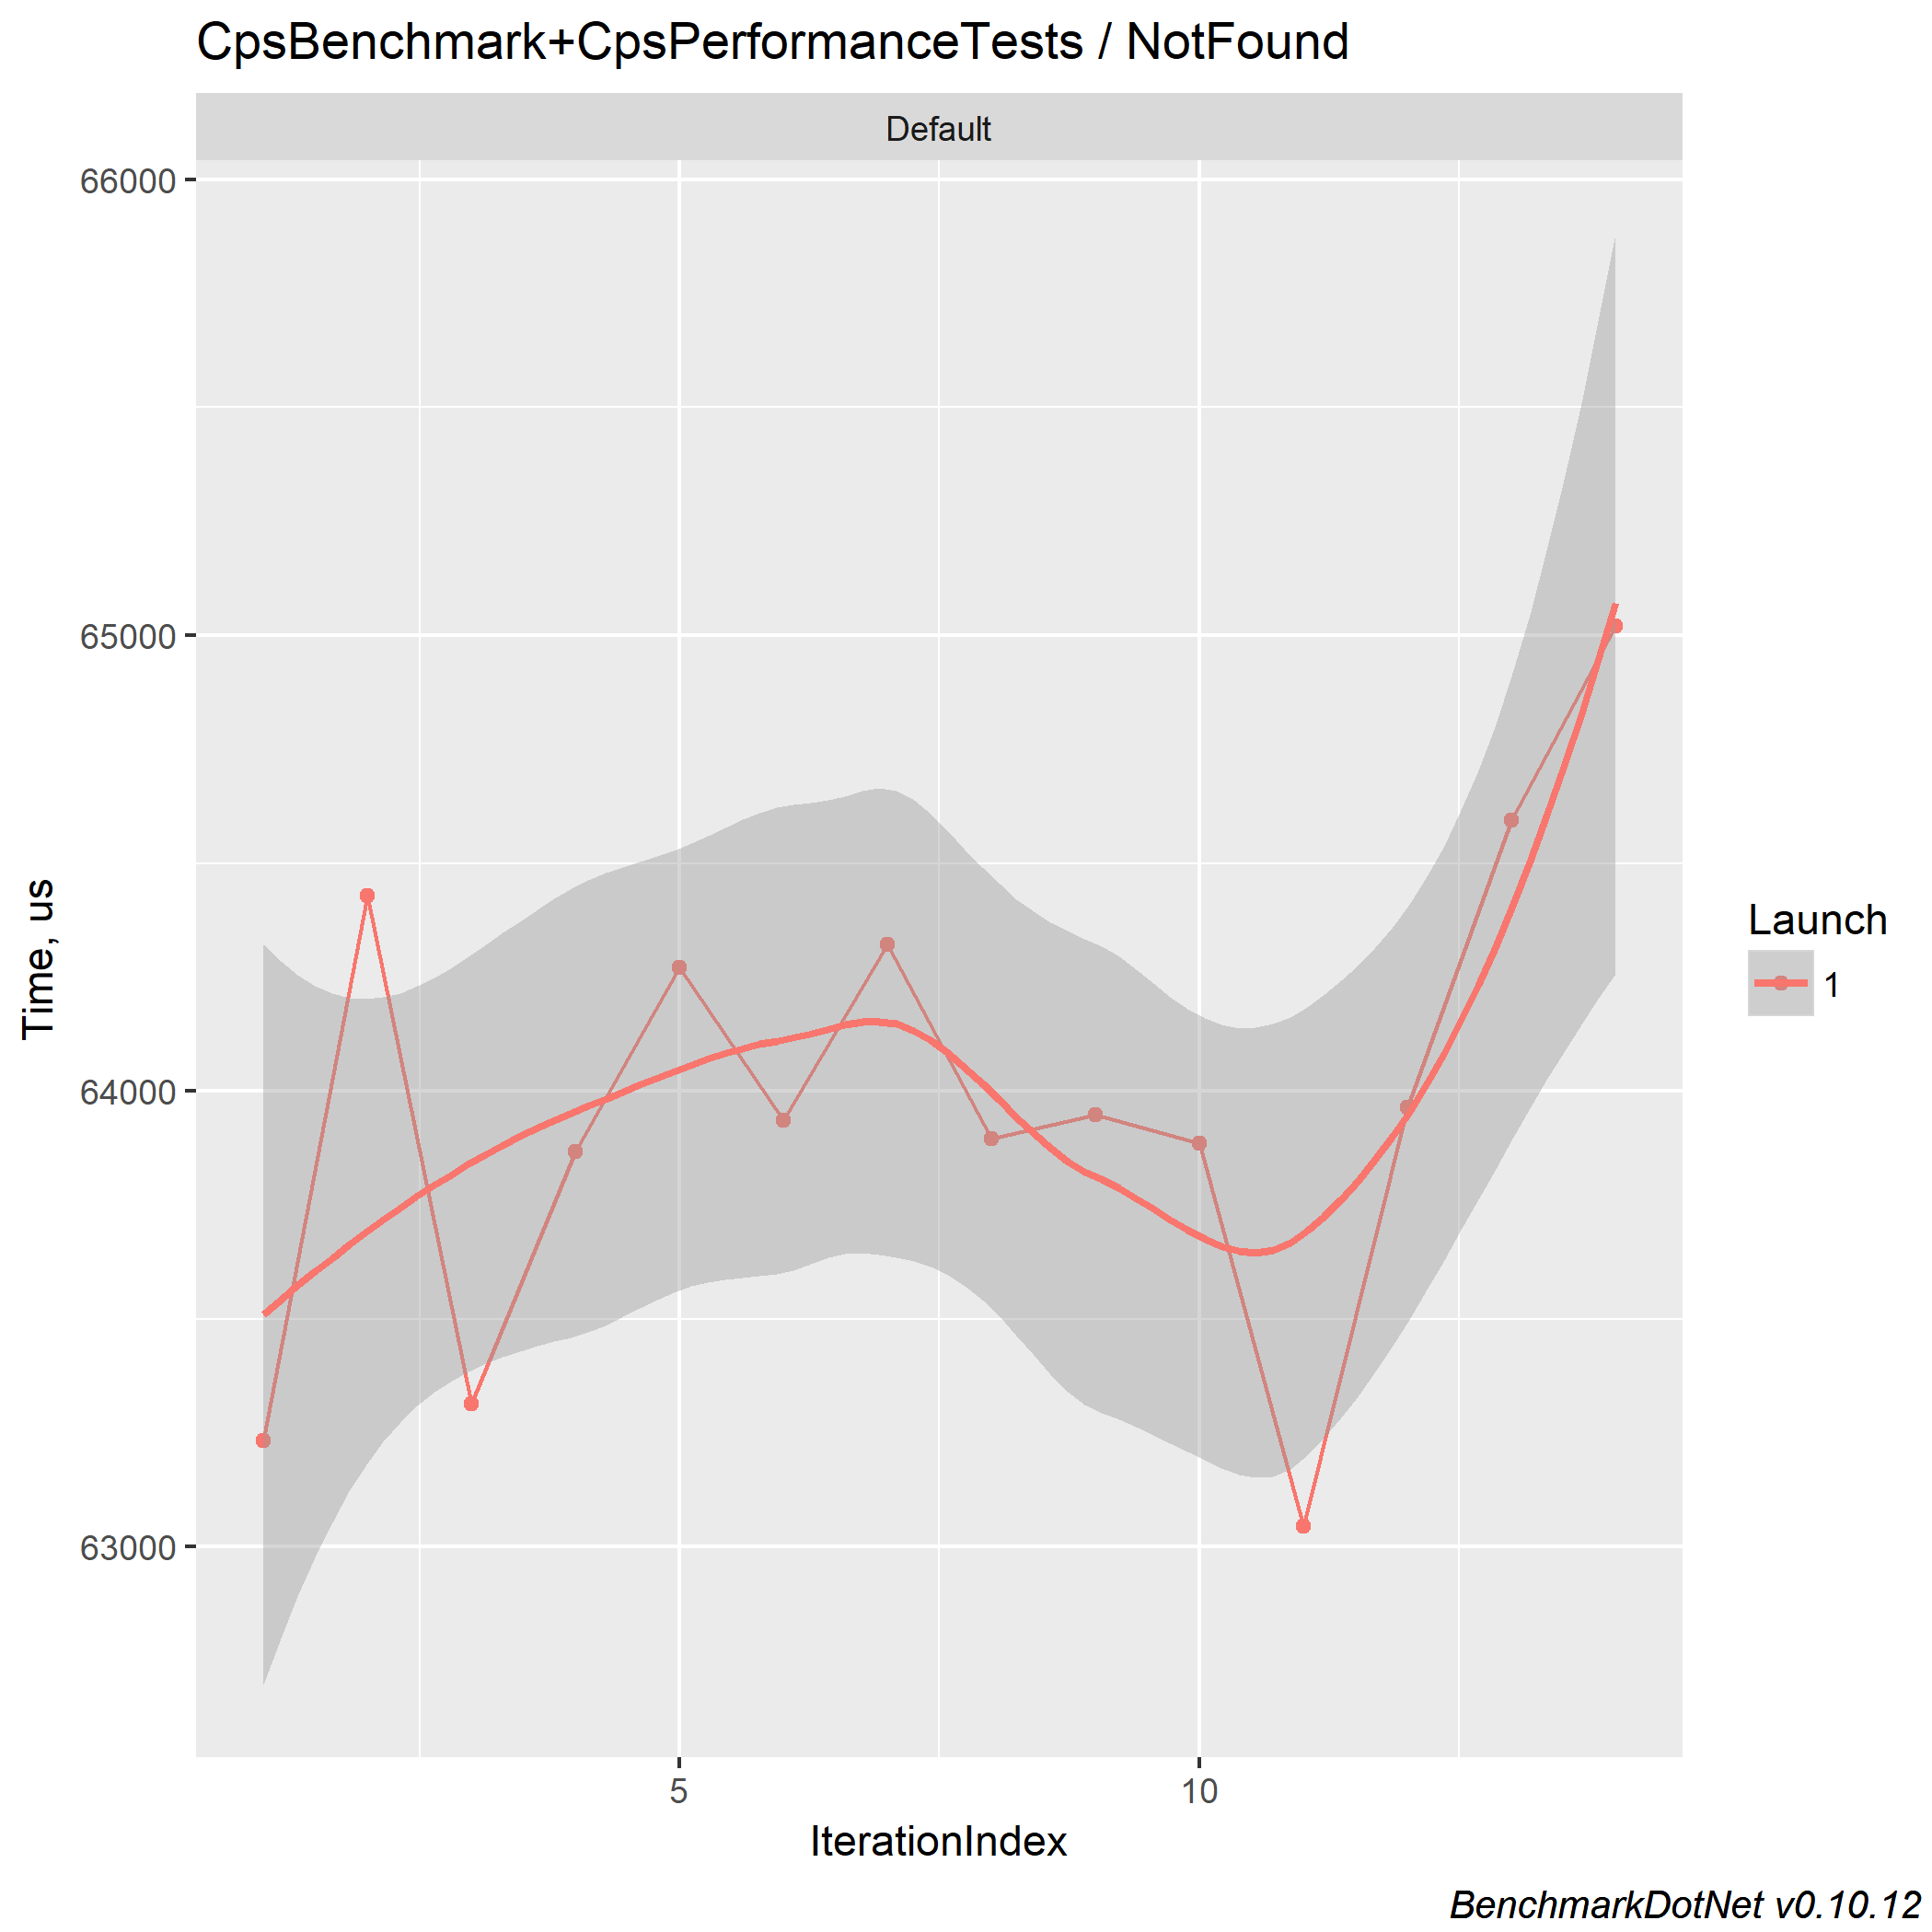 CpsBenchmark+CpsPerformanceTests / NotFound
Default
66000
65000
64000
63000
Time, us
5
10
IterationIndex
Launch
1
BenchmarkDotNet v0.10.12